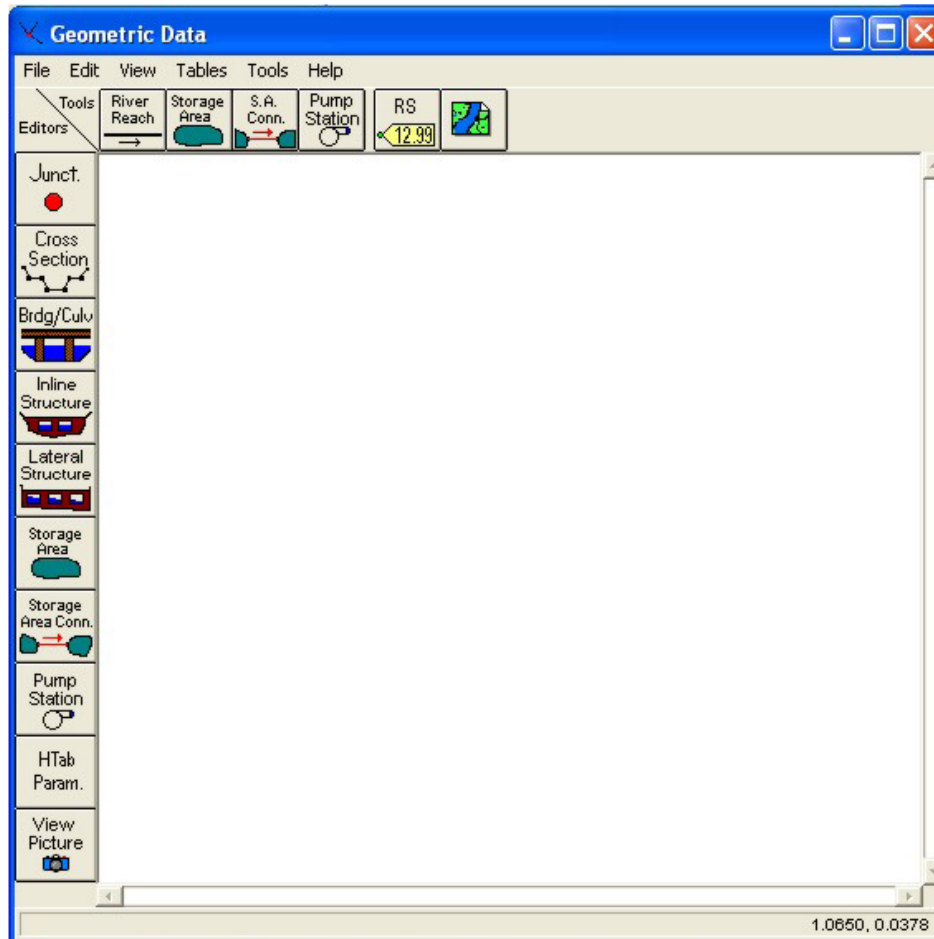 Geometric Data
File Edit View Tables Tools Help
Tools
Editors
River
Reach
Storage
Area
S.A.
Conn.
Pump
Station
RS
12.99
Junct.
Cross
Section
Brdg/Culv
Inline
Structure
Lateral
Structure
Storage
Area
Storage
Area Conn.
Pump
Station
HTab
Param.
View
Picture
1.0650, 0.0378